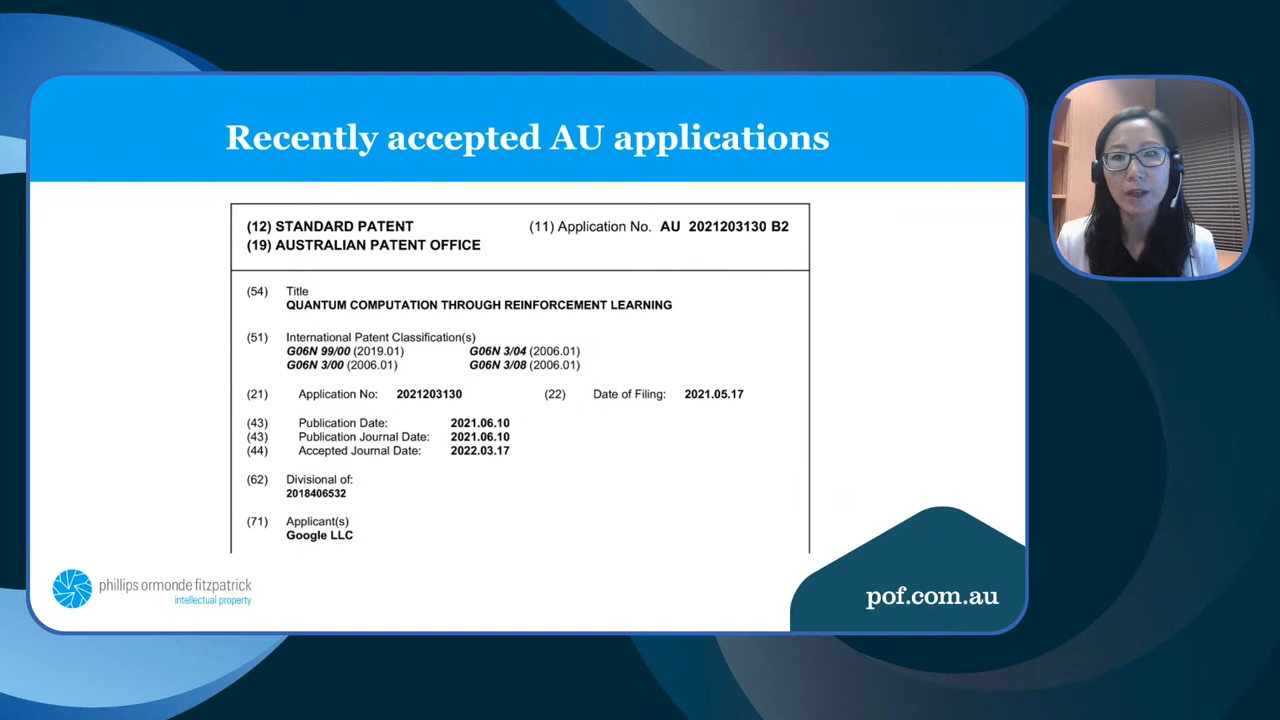 Recently accepted AU applications
(12) STANDARD PATENT (11) Application No. AU 2021203130 B2
(19) AUSTRALIAN PATENT OFFICE
(54) Title
QUANTUM COMPUTATION THROUGH REINFORCEMENT LEARNING
(51) International Patent Classification(s)
G06N 99/00 (2019.01) G06N 3/04 (2006.01)
G06N 3/00 (2006.01) G06N 3/08 (2006.01)
(21) Application No: 2021203130 (22) Date of Filing: 2021.05.17
(43) Publication Date: 2021.06.10
(43) Publication Journal Date: 2021.06.10
(44) Accepted Journal Date: 2022.03.17
(62) Divisional of:
2018406532
(71) Applicant(s)
Google LLC
phillips ormonde fitzpatrick
intellectual property
pof.com.au